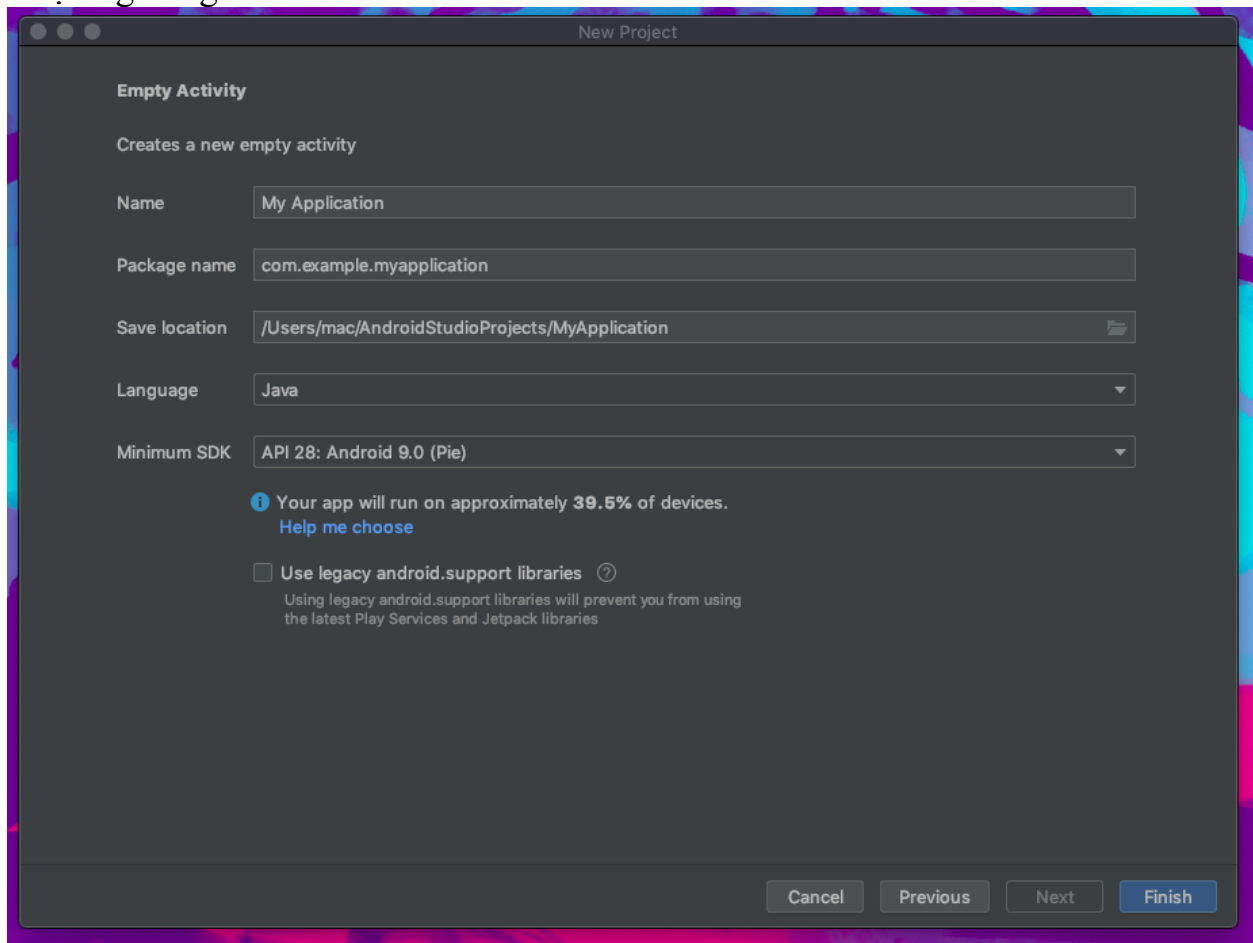 New Project
Empty Activity
Creates a new empty activity
Name My Application
Package name com.example.myapplication
Save location /Users/mac/AndroidStudioProjects/MyApplication
Language Java
Minimum SDK API 28: Android 9.0 (Pie)
Your app will run on approximately 39.5% of devices.
Help me choose
Use legacy android.support libraries ?
Using legacy android.support libraries will prevent you from using
the latest Play Services and Jetpack libraries
Cancel Previous Next Finish